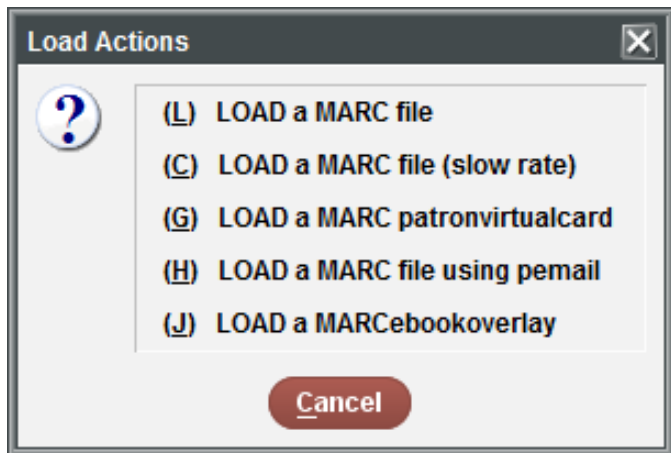 Load Actions
?
(L) LOAD a MARC file
(C) LOAD a MARC file (slow rate)
(G) LOAD a MARC patronvirtualcard
(H) LOAD a MARC file using pemail
(J) LOAD a MARCebookoverlay
Cancel